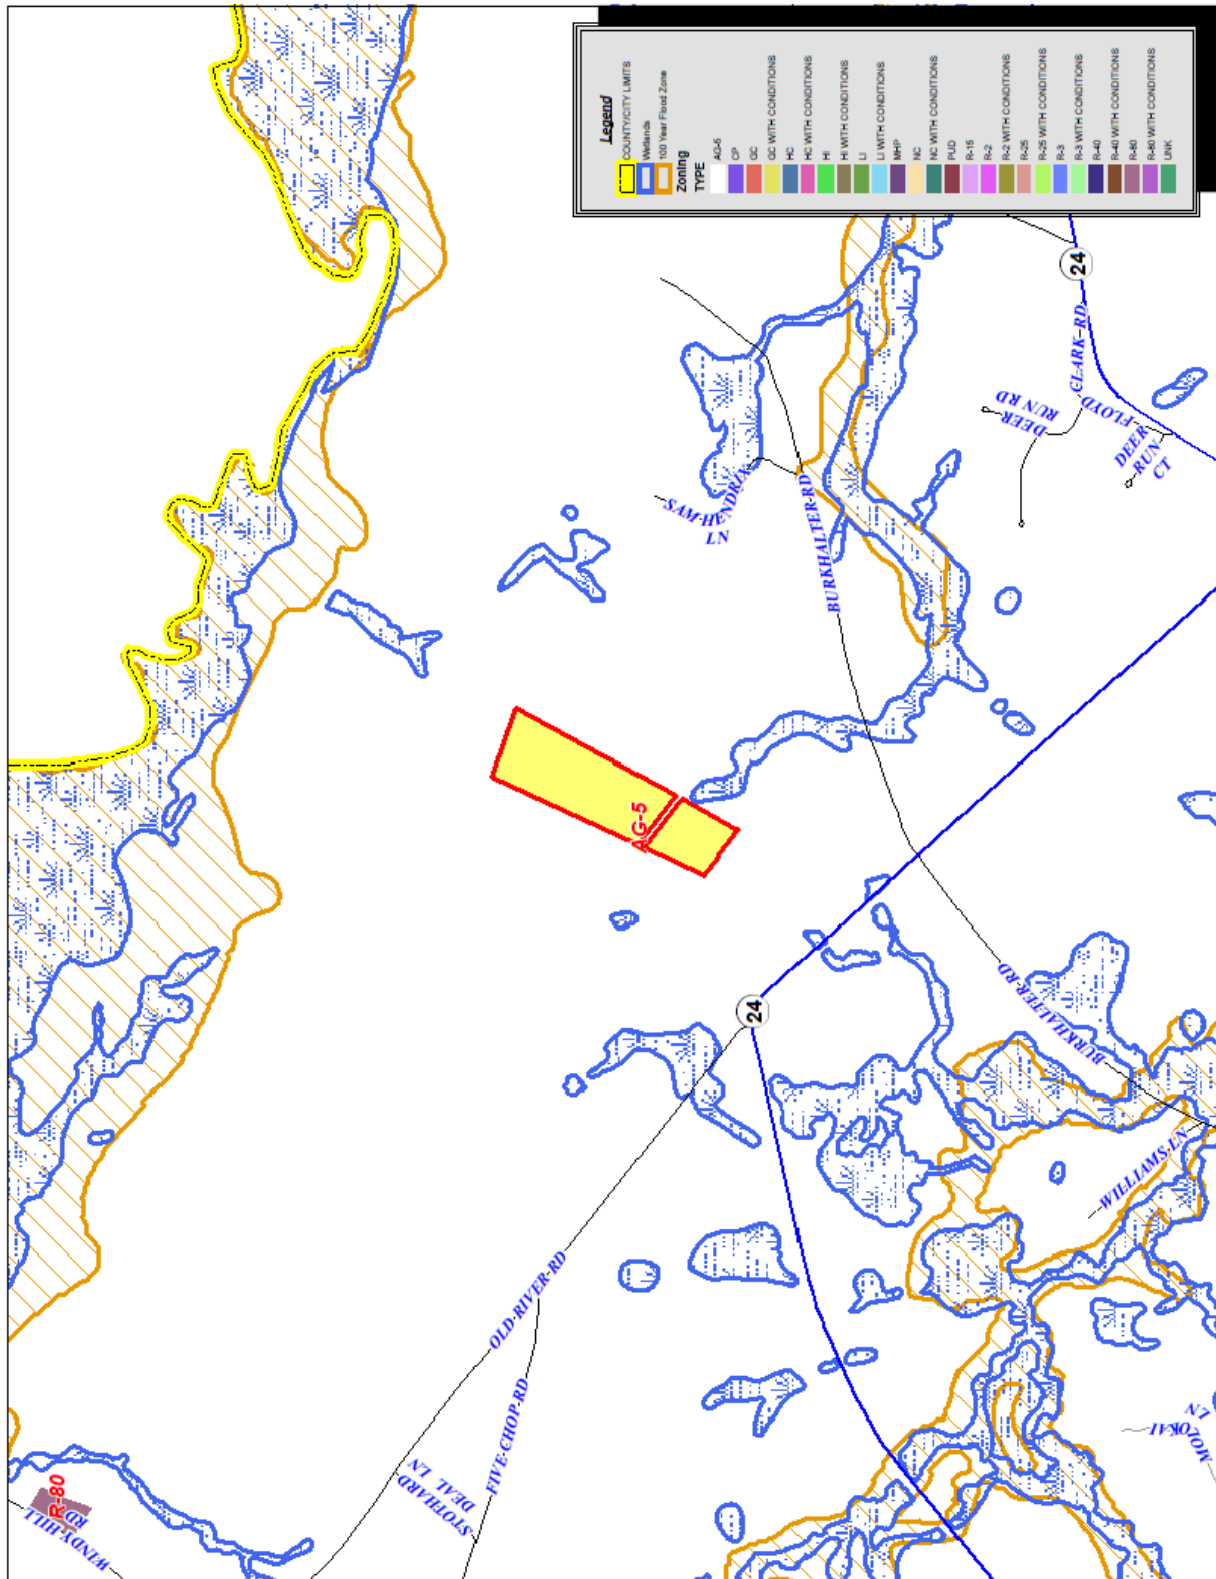 Legend
COUNTY/CITY LIMITS
Wetlands
100 Year Flood Zone
Zoning
TYPE
AG-5
CP
GC
GC WITH CONDITIONS
HC
HC WITH CONDITIONS
HI
HI WITH CONDITIONS
LI
LI WITH CONDITIONS
MHP
NC
NC WITH CONDITIONS
PUD
R-15
R-2
R-2 WITH CONDITIONS
R-25
R-25 WITH CONDITIONS
R-3
R-3 WITH CONDITIONS
R-40
R-40 WITH CONDITIONS
R-80
R-80 WITH CONDITIONS
UNK
WINDY HILL
RD
R-80
STOTHARD
DEAL LN
FIVE CHOP RD
OLD RIVER RD
24
AG-5
SAM HENDRIX
LN
BURKHALTER RD
DEER
RUN RD
FLOYD
CLARK RD
24
DEER
RUN
CT
BURKHALTER RD
WILLIAMS LN
MOLOKAI
LN